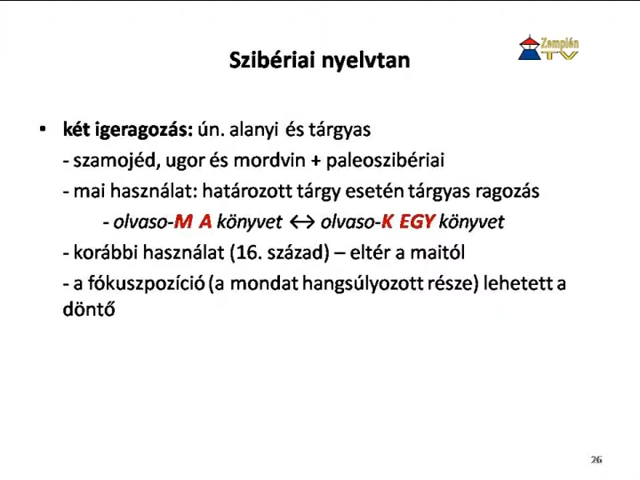 Szibériai nyelvtan
Zemplén
TV
▪ két igeragozás: ún. alanyi és tárgyas
- szamojéd, ugor és mordvin + paleoszibériai
- mai használat: határozott tárgy esetén tárgyas ragozás
- olvaso-M A könyvet ↔ olvaso-K EGY könyvet
- korábbi használat (16. század) – eltér a maitól
- a fókuszpozíció (a mondat hangsúlyozott része) lehetett a
döntő
26